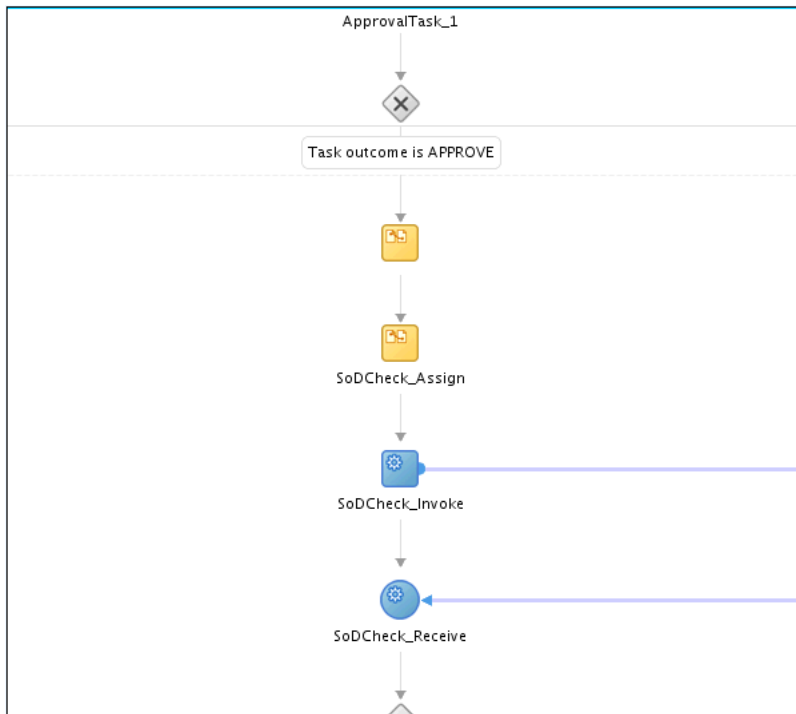 ApprovalTask_1
Task outcome is APPROVE
SoDCheck_Assign
SoDCheck_Invoke
SoDCheck_Receive